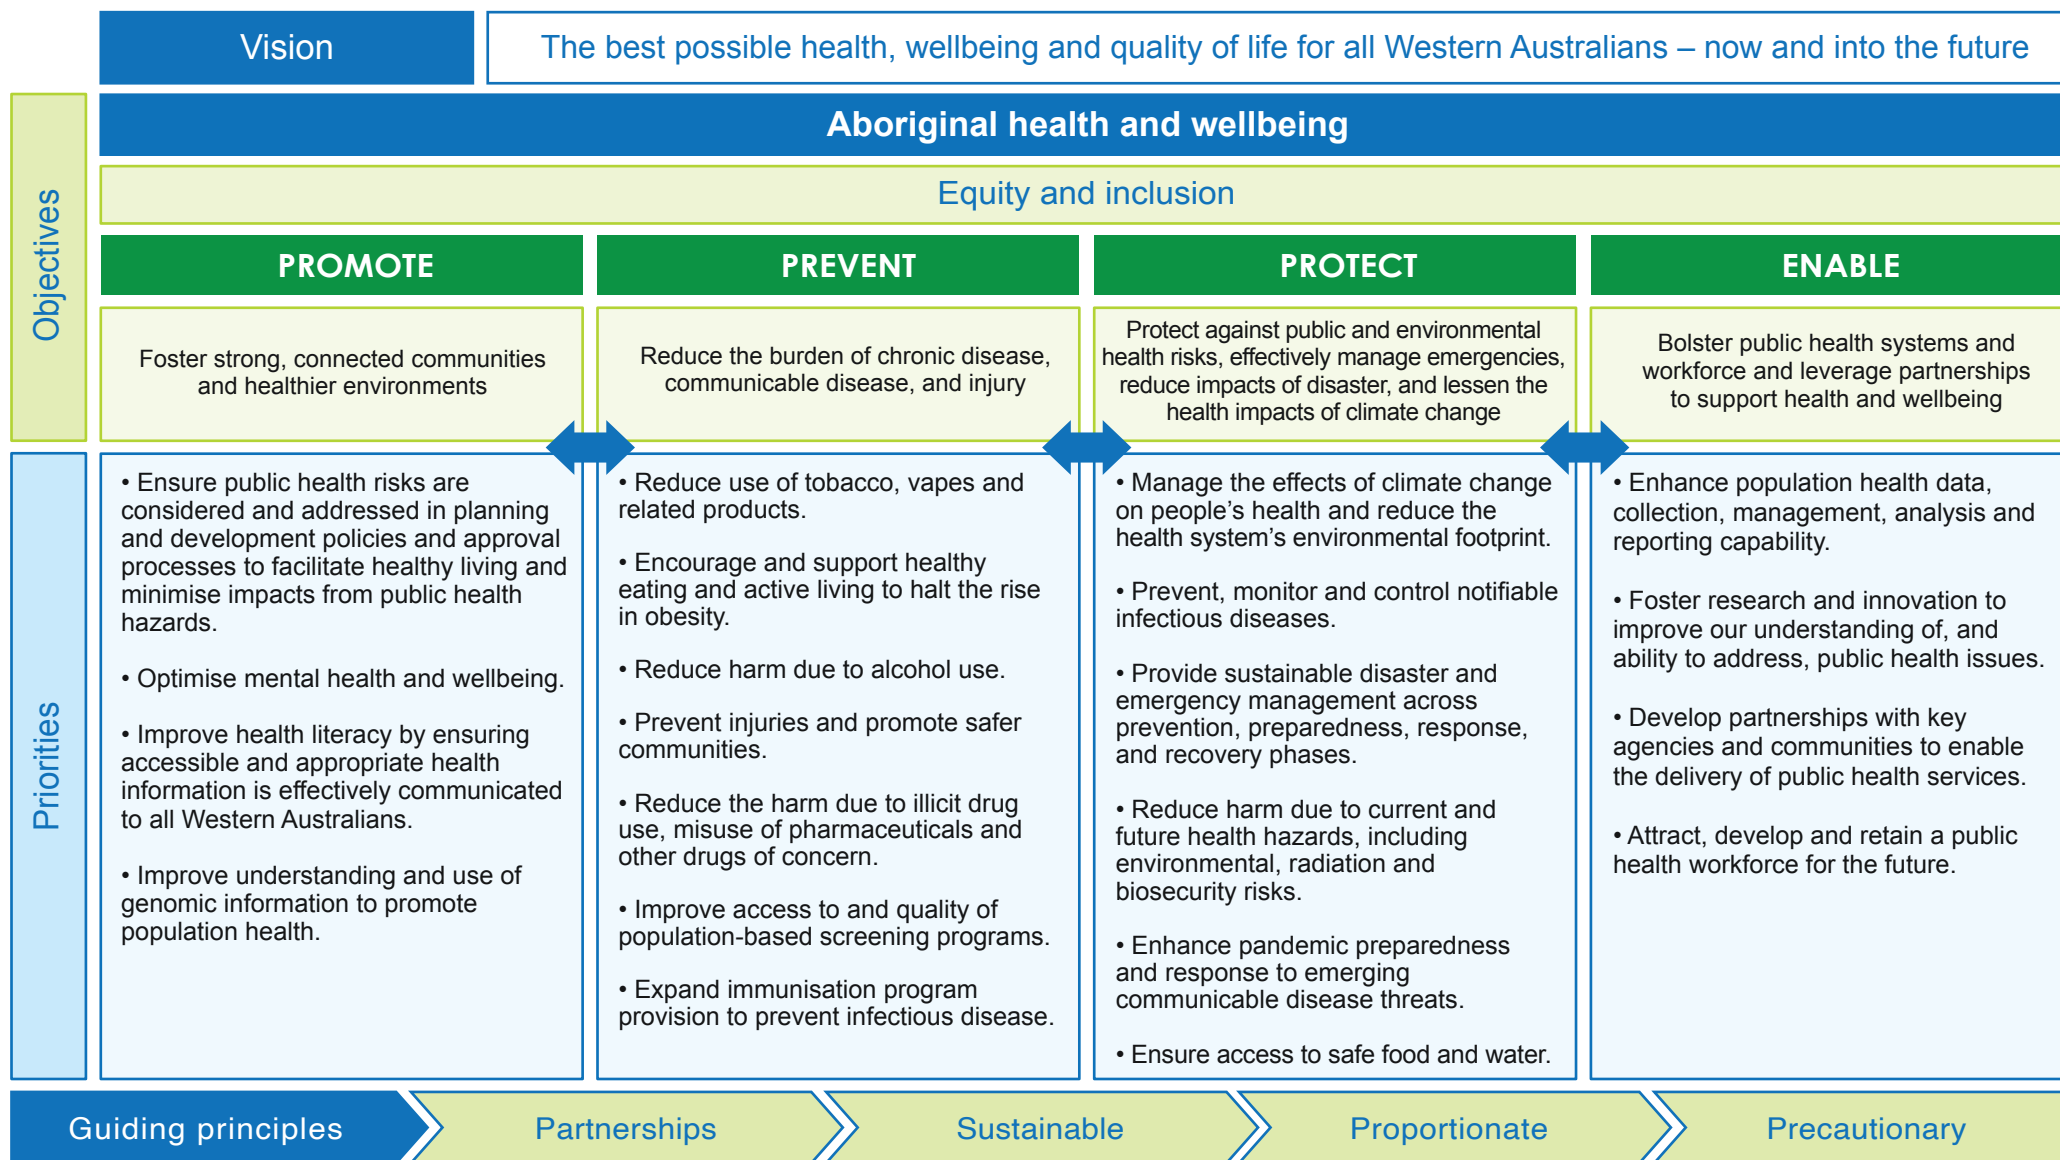 Vision
The best possible health, wellbeing and quality of life for all Western Australians – now and into the future
Objectives
Aboriginal health and wellbeing
Equity and inclusion
PROMOTE
Foster strong, connected communities
and healthier environments
PREVENT
Reduce the burden of chronic disease,
communicable disease, and injury
PROTECT
Protect against public and environmental
health risks, effectively manage emergencies,
reduce impacts of disaster, and lessen the
health impacts of climate change
ENABLE
Bolster public health systems and
workforce and leverage partnerships
to support health and wellbeing
Priorities
• Ensure public health risks are
considered and addressed in planning
and development policies and approval
processes to facilitate healthy living and
minimise impacts from public health
hazards.
• Optimise mental health and wellbeing.
• Improve health literacy by ensuring
accessible and appropriate health
information is effectively communicated
to all Western Australians.
• Improve understanding and use of
genomic information to promote
population health.
• Reduce use of tobacco, vapes and
related products.
• Encourage and support healthy
eating and active living to halt the rise
in obesity.
• Reduce harm due to alcohol use.
• Prevent injuries and promote safer
communities.
• Reduce the harm due to illicit drug
use, misuse of pharmaceuticals and
other drugs of concern.
• Improve access to and quality of
population-based screening programs.
• Expand immunisation program
provision to prevent infectious disease.
• Manage the effects of climate change
on people’s health and reduce the
health system’s environmental footprint.
• Prevent, monitor and control notifiable
infectious diseases.
• Provide sustainable disaster and
emergency management across
prevention, preparedness, response,
and recovery phases.
• Reduce harm due to current and
future health hazards, including
environmental, radiation and
biosecurity risks.
• Enhance pandemic preparedness
and response to emerging
communicable disease threats.
• Ensure access to safe food and water.
• Enhance population health data,
collection, management, analysis and
reporting capability.
• Foster research and innovation to
improve our understanding of, and
ability to address, public health issues.
• Develop partnerships with key
agencies and communities to enable
the delivery of public health services.
• Attract, develop and retain a public
health workforce for the future.
Guiding principles
Partnerships
Sustainable
Proportionate
Precautionary